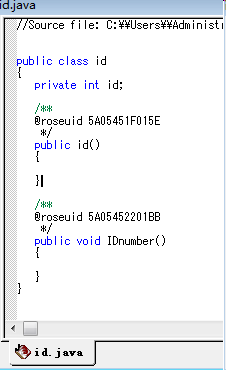 id.java
//Source file: C:\\Users\\Administr
public class id
{
private int id;
/**
@roseuid 5A05451F015E
*/
public id()
{
}
/**
@roseuid 5A05452201BB
*/
public void IDnumber()
{
}
}
id.java